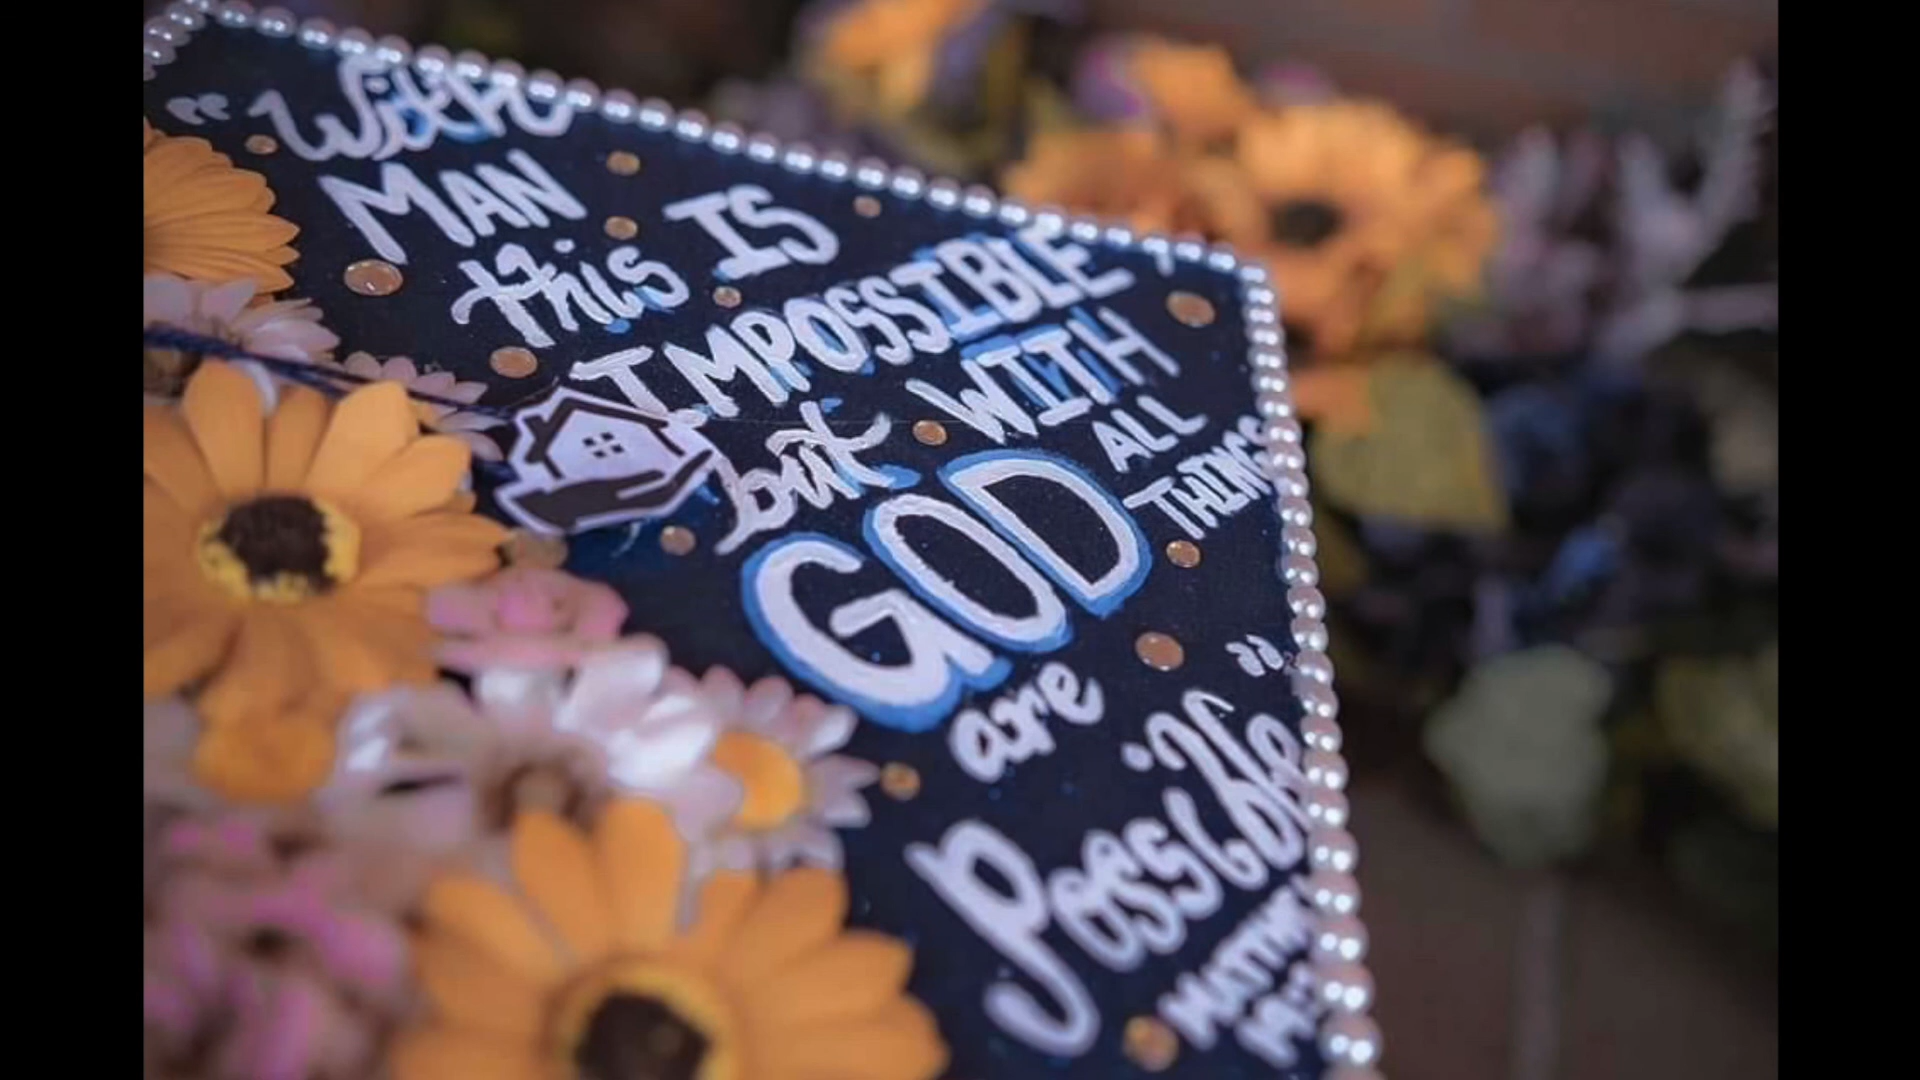 "With
MAN
this IS
IMPOSSIBLE,
but WITH
GOD ALL
THINGS
are
Possible"